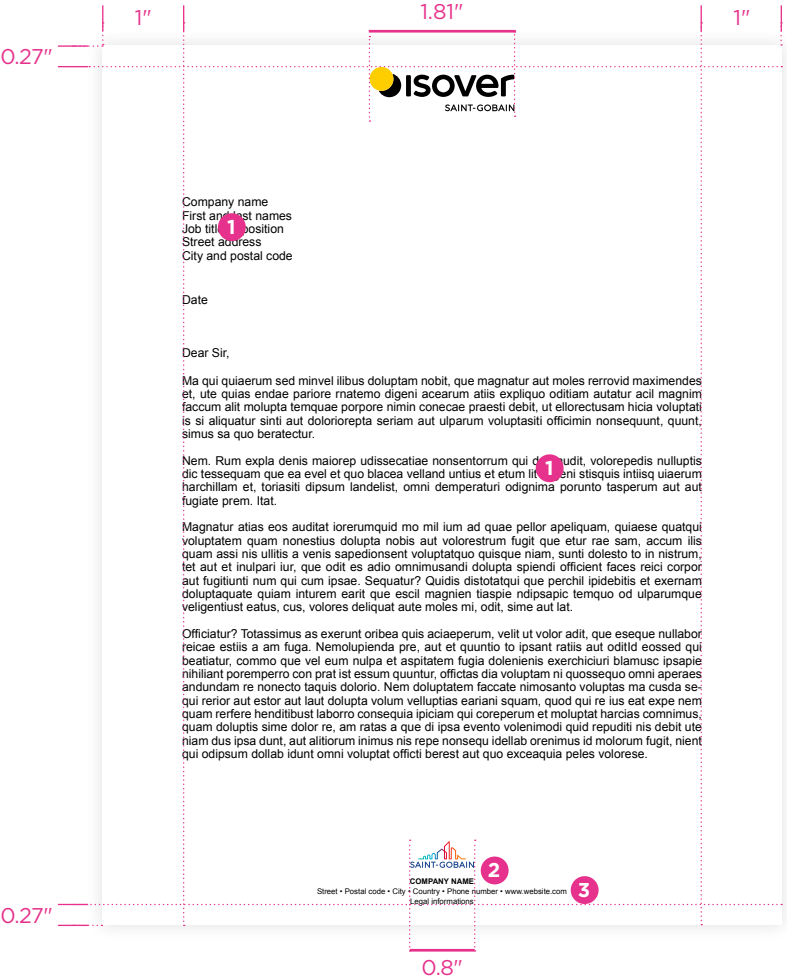 1″ 1.81″ 1″
0.27″
ısover
SAINT-GOBAIN
Company name
First and last names
Job title position
1
Street address
City and postal code
Date
Dear Sir,
Ma qui quiaerum sed minvel ilibus doluptam nobit, que magnatur aut moles rerrovid maximendes
et, ute quias endae pariore rnatemo digeni acearum atiis expliquo oditiam autatur acil magnim
faccum alit molupta temquae porpore nimin conecae praesti debit, ut ellorectusam hicia voluptati
is si aliquatur sinti aut doloriorepta seriam aut ulparum voluptasiti officimin nonsequunt, quunt,
simus sa quo beratectur.
Nem. Rum expla denis maiorep udissecatiae nonsentorrum qui udit, volorepedis nulluptis
1
dic tessequam que ea evel et quo blacea velland untius et etum eni stisquis intiisq uiaerum
harchillam et, toriasiti dipsum landelist, omni demperaturi odignima porunto tasperum aut aut
fugiate prem. Itat.
Magnatur atias eos auditat iorerumquid mo mil ium ad quae pellor apeliquam, quiaese quatqui
voluptatem quam nonestius dolupta nobis aut volorestrum fugit que etur rae sam, accum ilis
quam assi nis ullitis a venis sapedionsent voluptatquo quisque niam, sunti dolesto to in nistrum,
tet aut et inulpari iur, que odit es adio omnimusandi dolupta spiendi officient faces reici corpor
aut fugitiunti num qui cum ipsae. Sequatur? Quidis distotatqui que perchil ipidebitis et exernam
doluptaquate quiam inturem earit que escil magnien tiaspie ndipsapic temquo od ulparumque
veligentiust eatus, cus, volores deliquat aute moles mi, odit, sime aut lat.
Officiatur? Totassimus as exerunt oribea quis aciaeperum, velit ut volor adit, que eseque nullabor
reicae estiis a am fuga. Nemolupienda pre, aut et quuntio to ipsant ratiis aut oditId eossed qui
beatiatur, commo que vel eum nulpa et aspitatem fugia dolenienis exerchiciuri blamusc ipsapie
nihiliant poremperro con prat ist essum quuntur, offictas dia voluptam ni quossequo omni aperaes
andundam re nonecto taquis dolorio. Nem doluptatem faccate nimosanto voluptas ma cusda se-
qui rerior aut estor aut laut dolupta volum velluptias eariani squam, quod qui re ius eat expe nem
quam rerfere henditibust laborro consequia ipiciam qui coreperum et moluptat harcias comnimus,
quam doluptis sime dolor re, am ratas a que di ipsa evento volenimodi quid repuditi nis debit ute
niam dus ipsa dunt, aut alitiorum inimus nis repe nonsequ idellab orenimus id molorum fugit, nient
qui odipsum dollab idunt omni voluptat officti berest aut quo exceaquia peles volorese.
SAINT-GOBAIN
2
COMPANY NAME
Street • Postal code • City • Country • Phone number • www.website.com
3
Legal informations
0.27″
0.8″